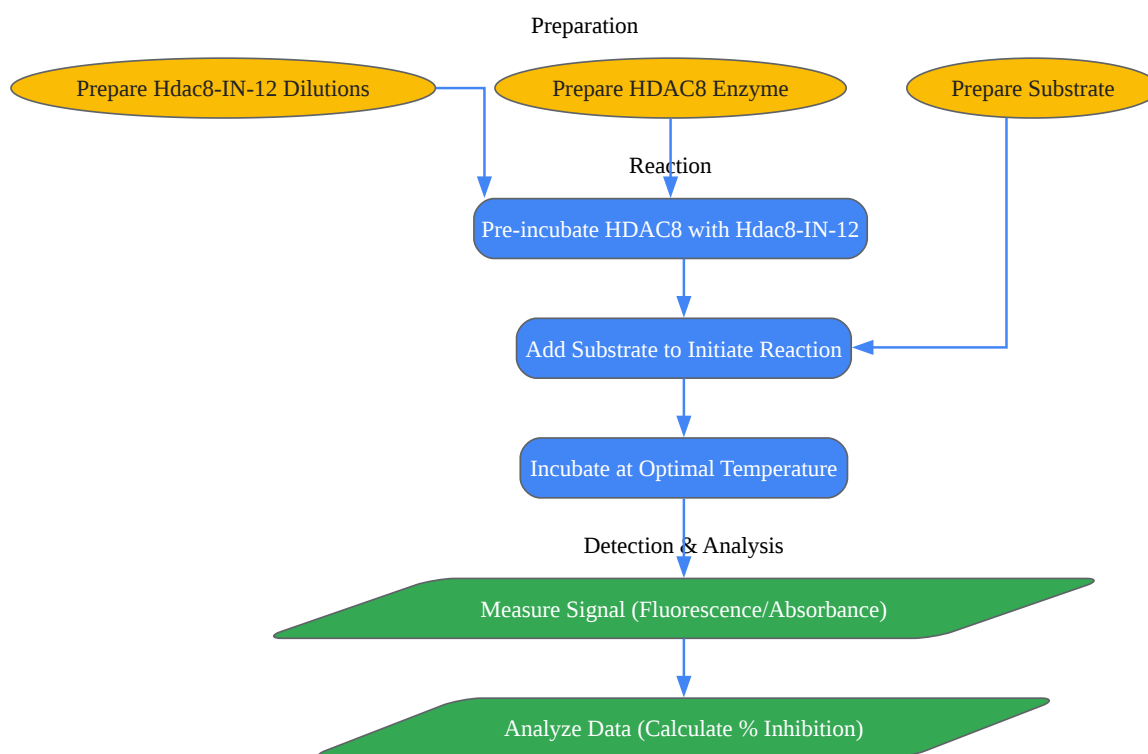 Preparation
Prepare Hdac8-IN-12 Dilutions
Prepare HDAC8 Enzyme
Prepare Substrate
Reaction
Pre-incubate HDAC8 with Hdac8-IN-12
Add Substrate to Initiate Reaction
Incubate at Optimal Temperature
Detection & Analysis
Measure Signal (Fluorescence/Absorbance)
Analyze Data (Calculate % Inhibition)